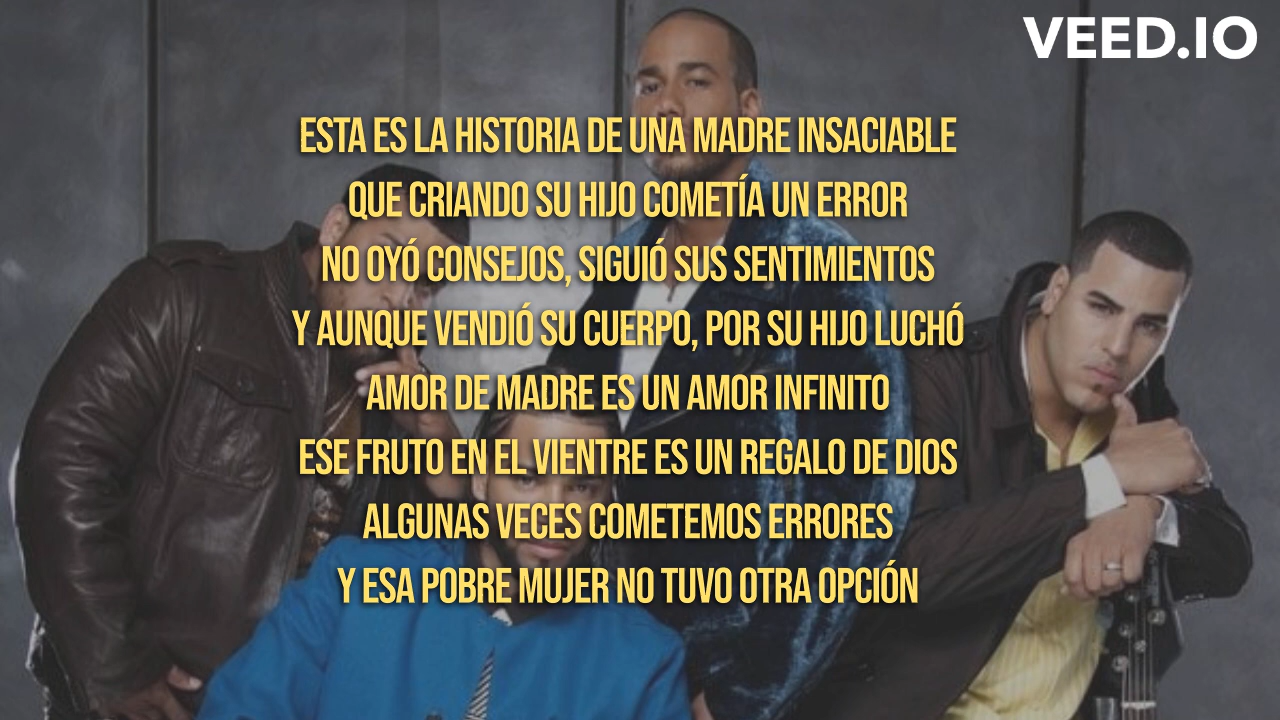 VEED.IO
ESTA ES LA HISTORIA DE UNA MADRE INSACIABLE
QUE CRIANDO SU HIJO COMETÍA UN ERROR
NO OYÓ CONSEJOS, SIGUIÓ SUS SENTIMIENTOS
Y AUNQUE VENDIÓ SU CUERPO, POR SU HIJO LUCHÓ
AMOR DE MADRE ES UN AMOR INFINITO
ESE FRUTO EN EL VIENTRE ES UN REGALO DE DIOS
ALGUNAS VECES COMETEMOS ERRORES
Y ESA POBRE MUJER NO TUVO OTRA OPCIÓN